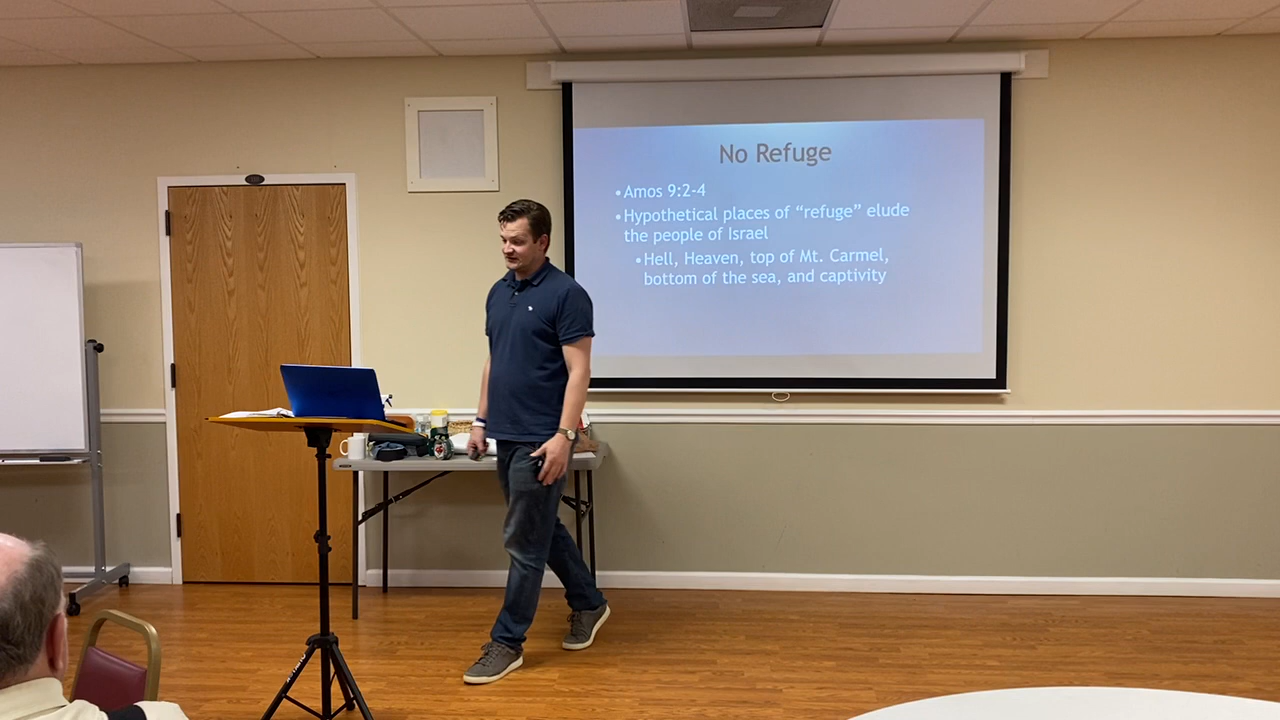 No Refuge
•Amos 9:2-4
•Hypothetical places of “refuge” elude
the people of Israel
•Hell, Heaven, top of Mt. Carmel,
bottom of the sea, and captivity